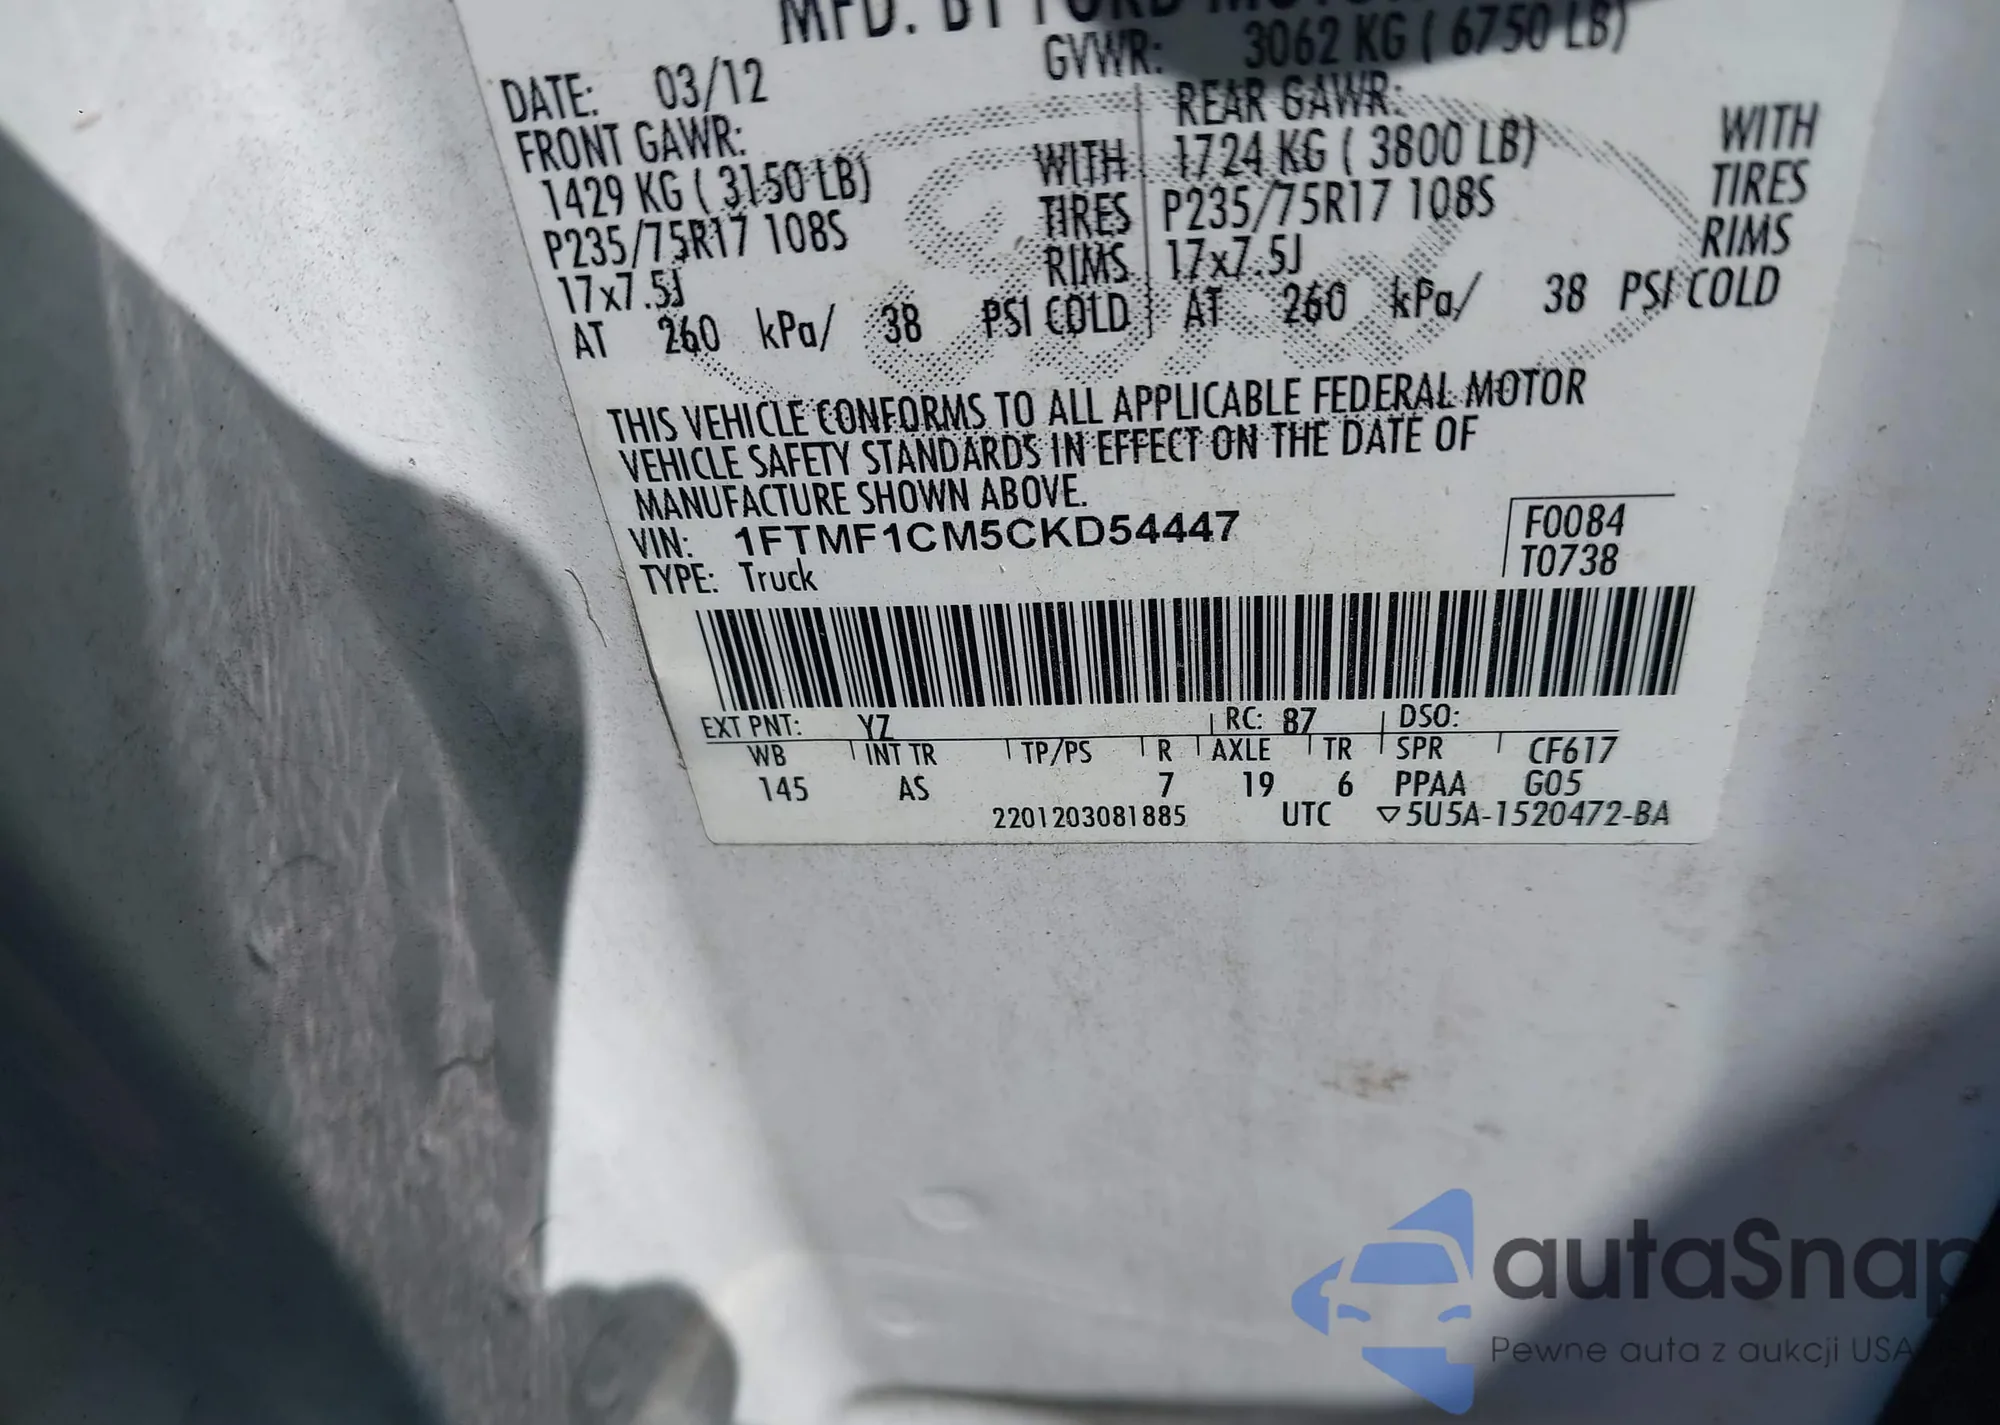 MFD. BY FORD MOTOR
DATE: 03/12 GVWR: 3062 KG ( 6750 LB)
FRONT GAWR: REAR GAWR:
1429 KG ( 3150 LB) WITH 1724 KG ( 3800 LB) WITH
P235/75R17 108S TIRES P235/75R17 108S TIRES
17x7.5J RIMS 17x7.5J RIMS
AT 260 kPa/ 38 PSI COLD AT 260 kPa/ 38 PSI COLD
THIS VEHICLE CONFORMS TO ALL APPLICABLE FEDERAL MOTOR
VEHICLE SAFETY STANDARDS IN EFFECT ON THE DATE OF
MANUFACTURE SHOWN ABOVE.
VIN: 1FTMF1CM5CKD54447 F0084
TYPE: Truck T0738
EXT PNT: YZ RC: 87 DSO:
WB INT TR TP/PS R AXLE TR SPR CF617
145 AS 7 19 6 PPAA G05
2201203081885 UTC ▽5U5A-1520472-BA
autaSnap
Pewne auta z aukcji USA